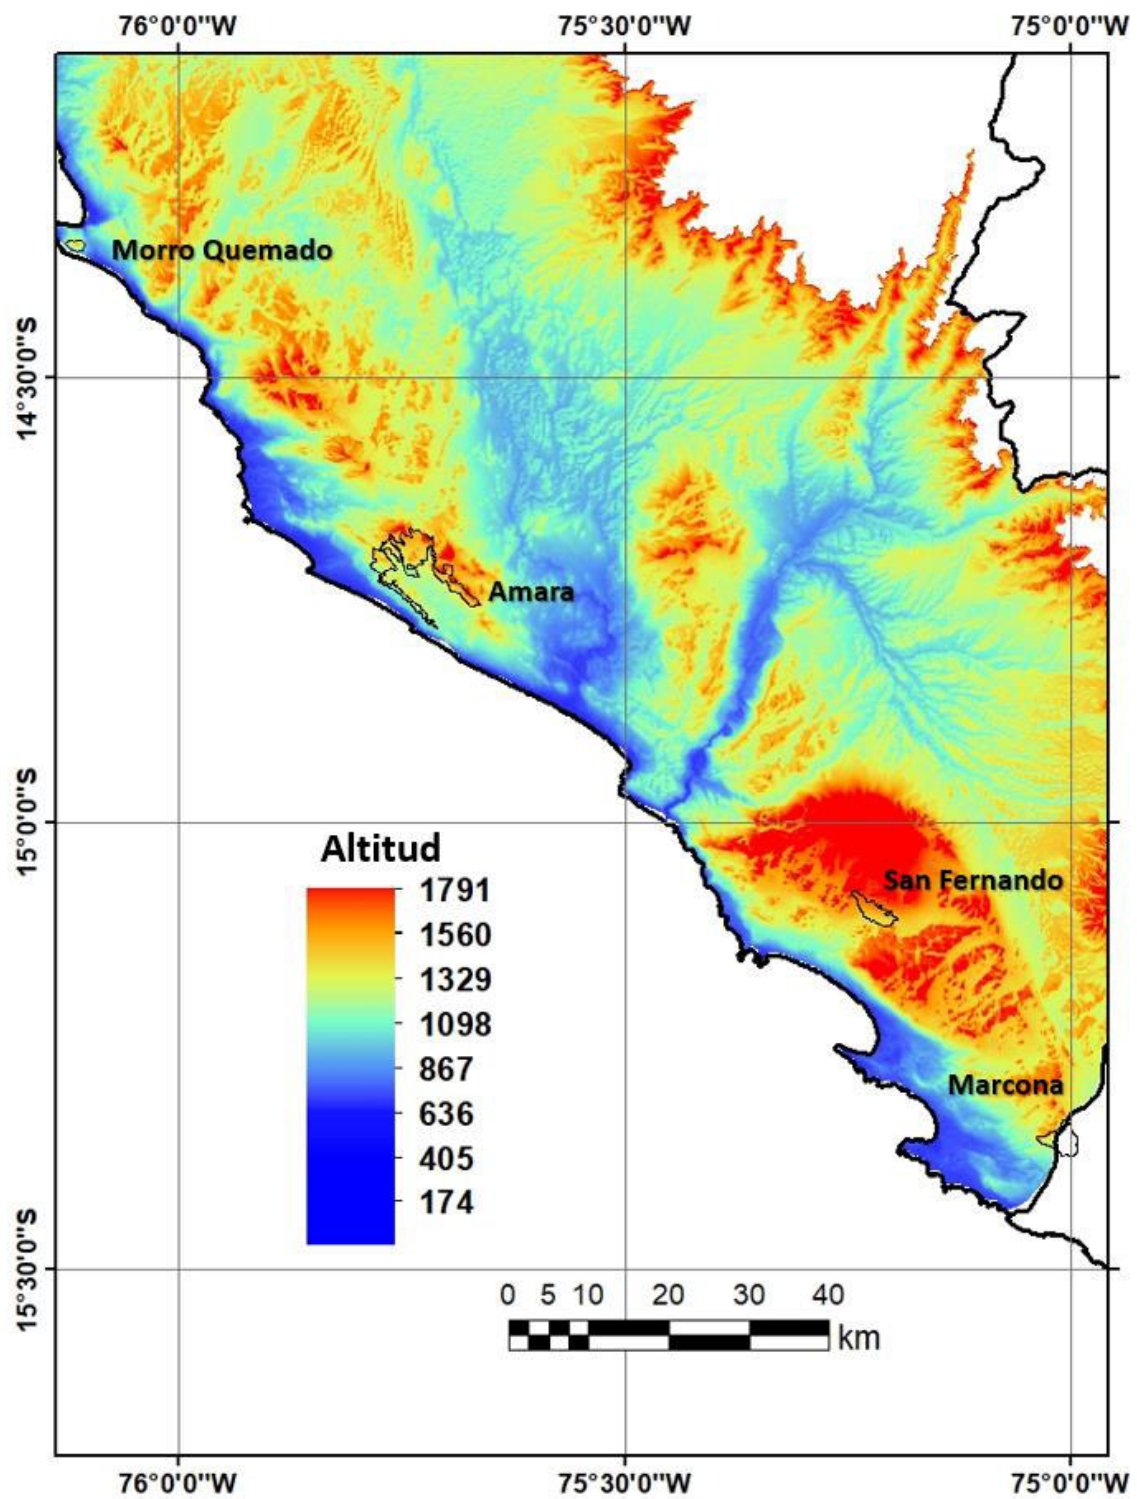 76°0'0"W 75°30'0"W 75°0'0"W
Morro Quemado
14°30'0"S
Amara
15°0'0"S
Altitud
1791
San Fernando
1560
1329
1098
867
Marcona
636
405
174
15°30'0"S
0 5 10 20 30 40
km
76°0'0"W 75°30'0"W 75°0'0"W